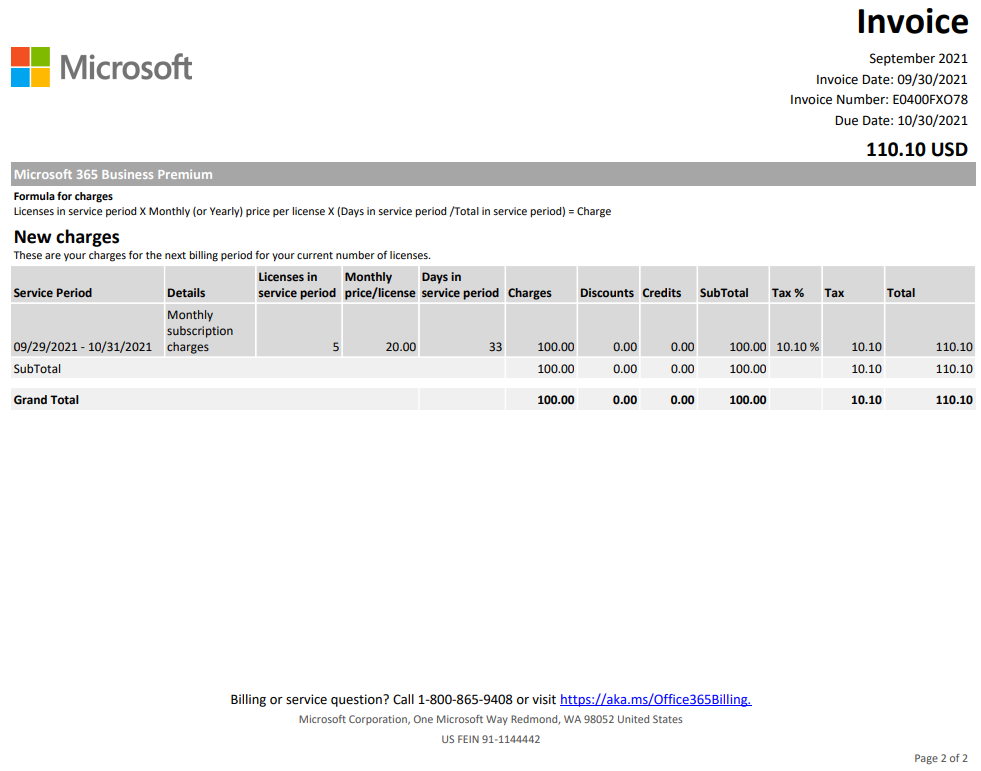 Invoice
September 2021
Microsoft
Invoice Date: 09/30/2021
Invoice Number: E0400FXO78
Due Date: 10/30/2021
110.10 USD
Microsoft 365 Business Premium
Formula for charges
Licenses in service period X Monthly (or Yearly) price per license X (Days in service period /Total in service period) = Charge
New charges
These are your charges for the next billing period for your current number of licenses.
Service Period Details Licenses in service period Monthly price/license Days in service period Charges Discounts Credits SubTotal Tax % Tax Total
09/29/2021 - 10/31/2021 Monthly subscription charges 5 20.00 33 100.00 0.00 0.00 100.00 10.10 % 10.10 110.10
SubTotal 100.00 0.00 0.00 100.00 10.10 110.10
Grand Total 100.00 0.00 0.00 100.00 10.10 110.10
Billing or service question? Call 1-800-865-9408 or visit https://aka.ms/Office365Billing.
Microsoft Corporation, One Microsoft Way Redmond, WA 98052 United States
US FEIN 91-1144442
Page 2 of 2